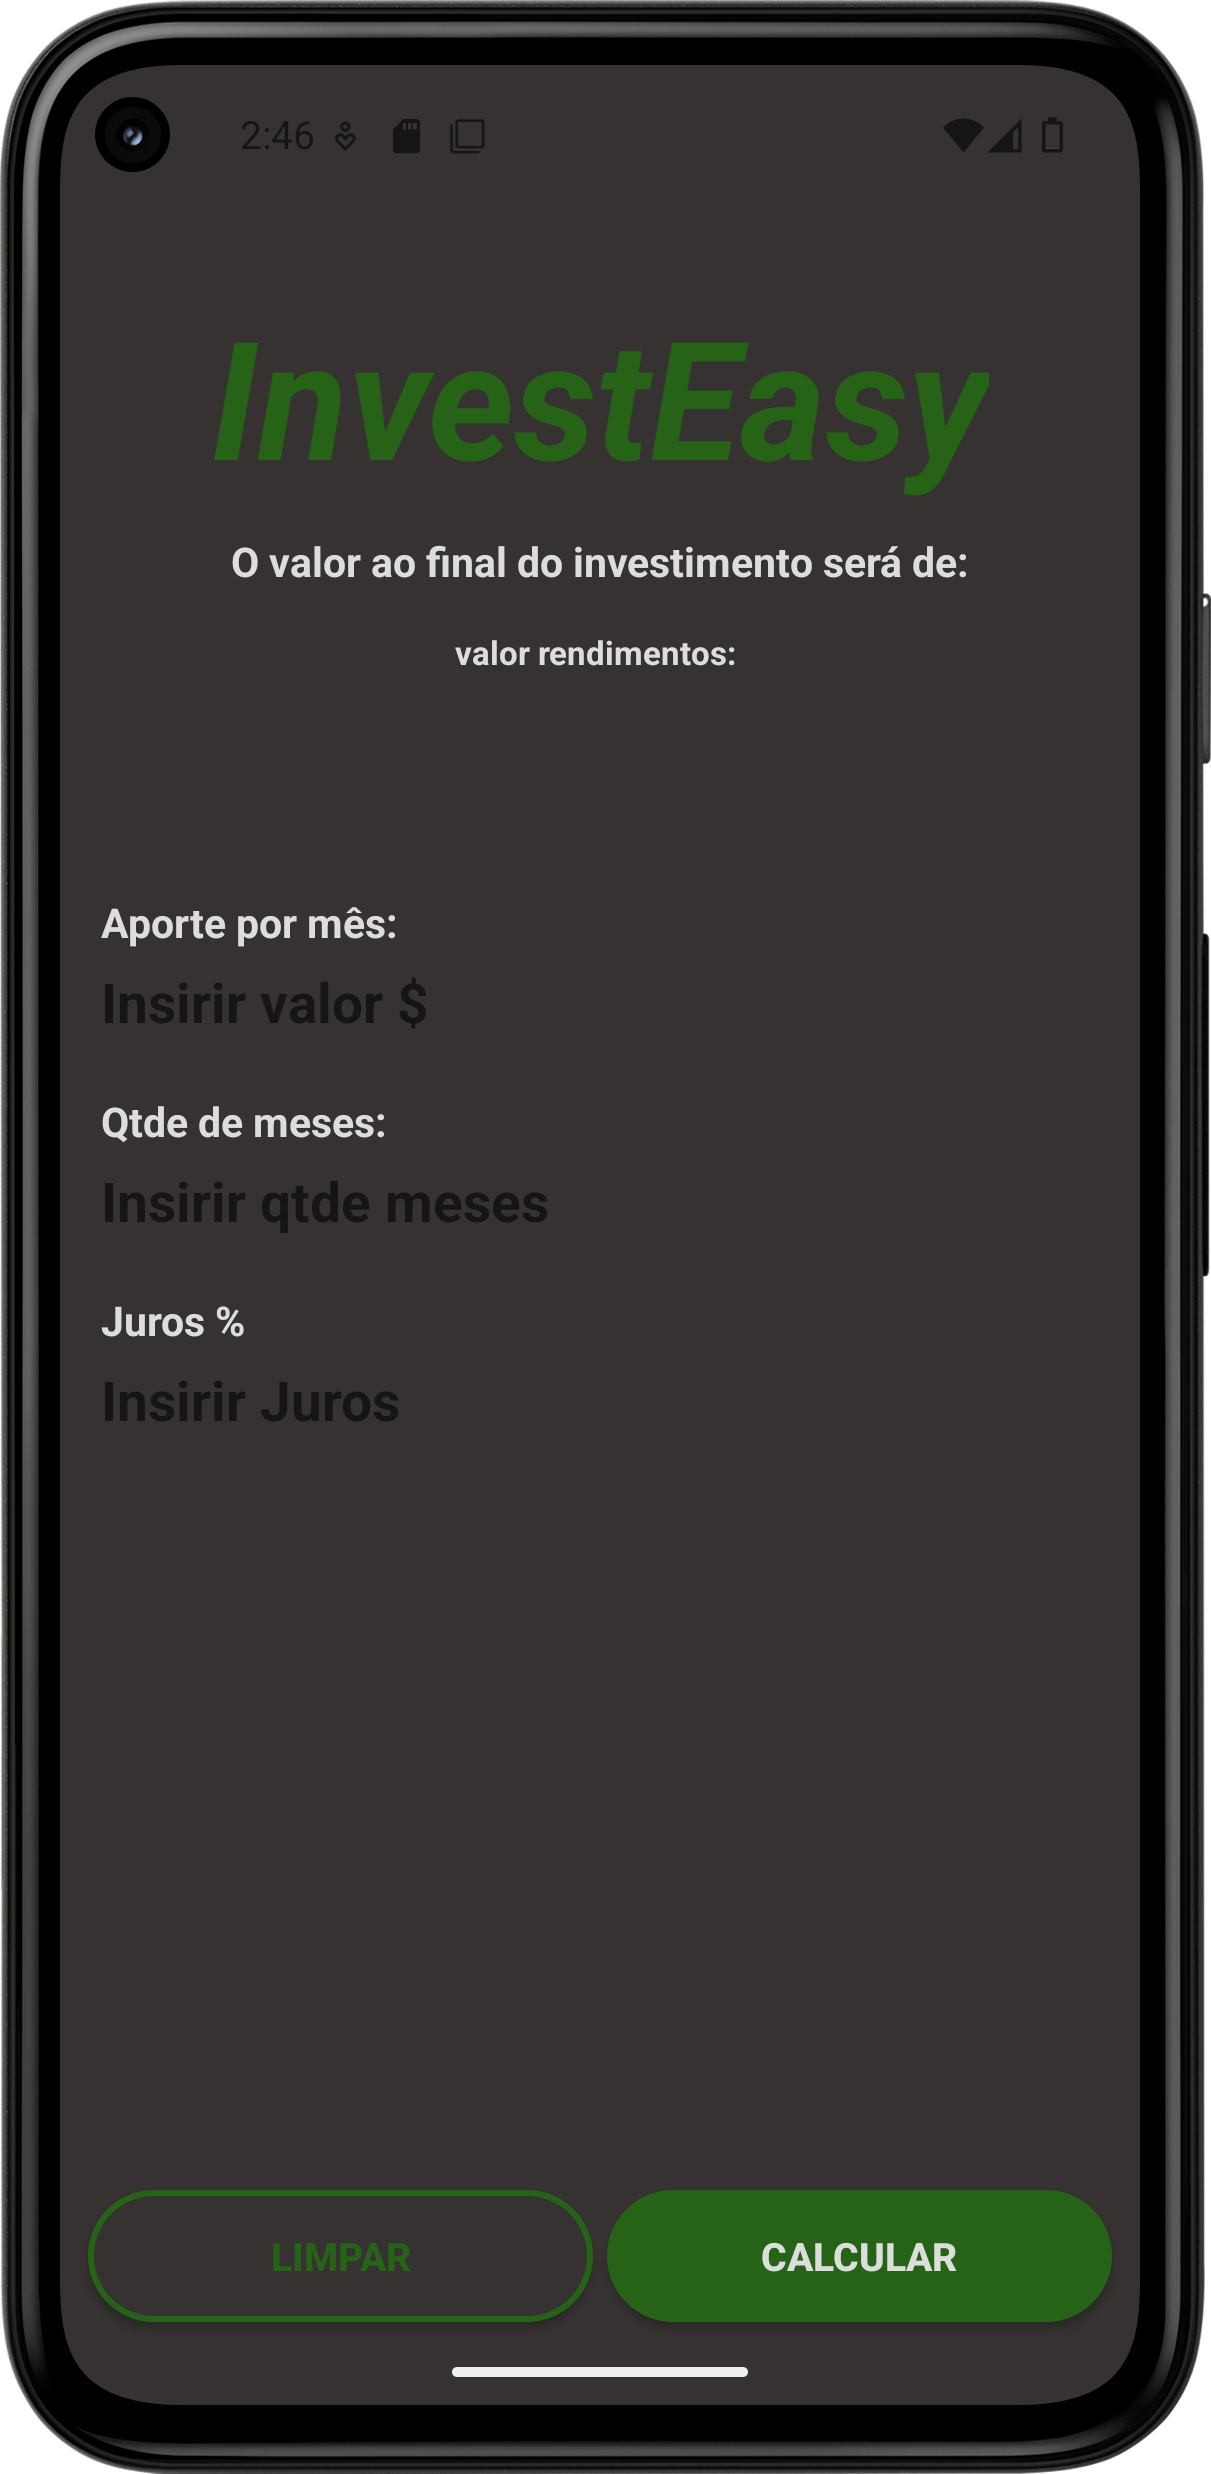 2:46
InvestEasy
O valor ao final do investimento será de:
valor rendimentos:
Aporte por mês:
Insirir valor $
Qtde de meses:
Insirir qtde meses
Juros %
Insirir Juros
LIMPAR
CALCULAR